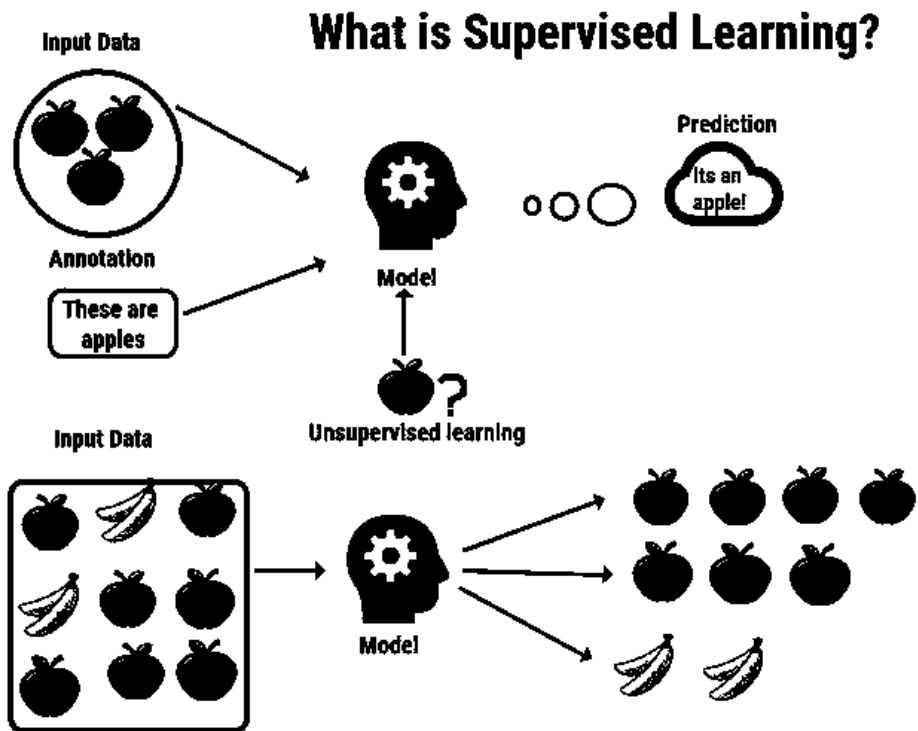 What is Supervised Learning?
Input Data
Annotation
These are
apples
Model
Prediction
Its an
apple!
?
Unsupervised learning
Input Data
Model